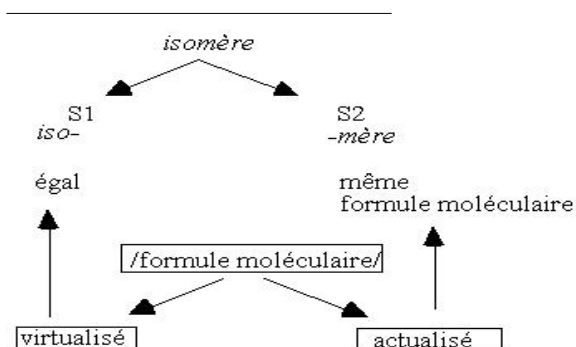 isomère
S1 S2
iso- -mère
égal même
formule moléculaire
/formule moléculaire/
virtualisé actualisé